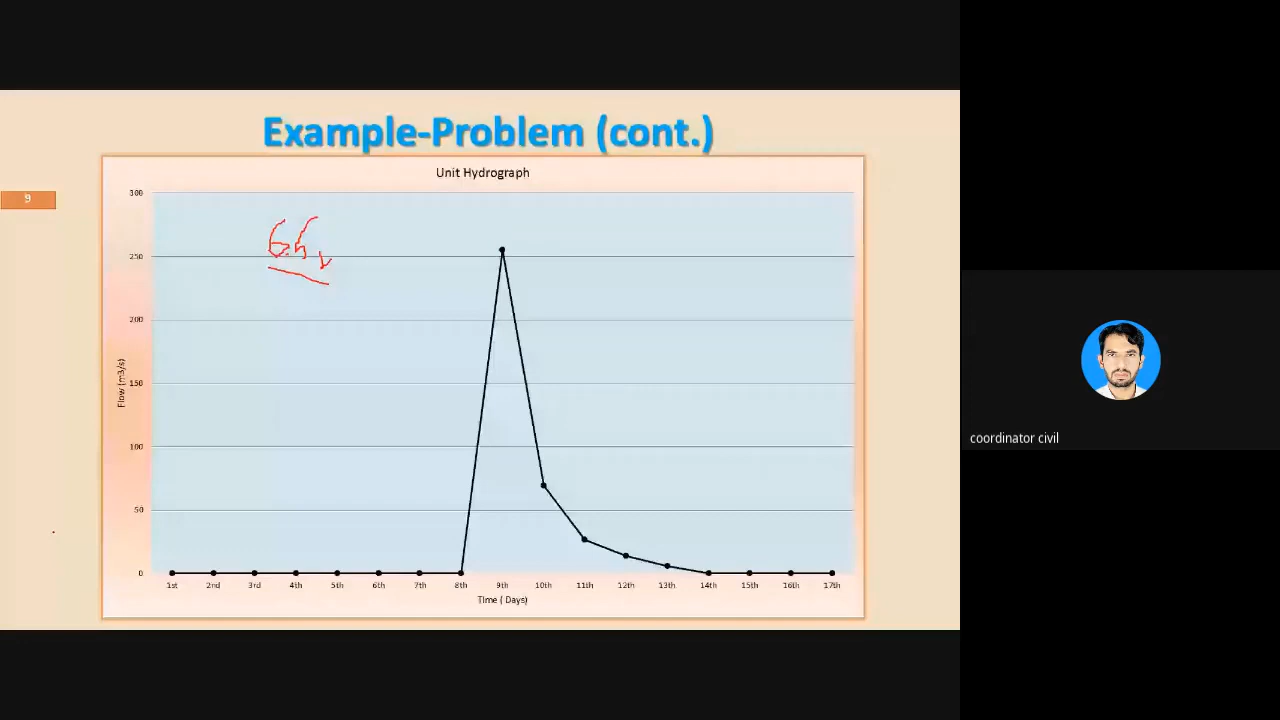 Example-Problem (cont.)
9
Unit Hydrograph
300
250
200
150
100
50
0
Flow (m3/s)
1st 2nd 3rd 4th 5th 6th 7th 8th 9th 10th 11th 12th 13th 14th 15th 16th 17th
Time ( Days)
coordinator civil